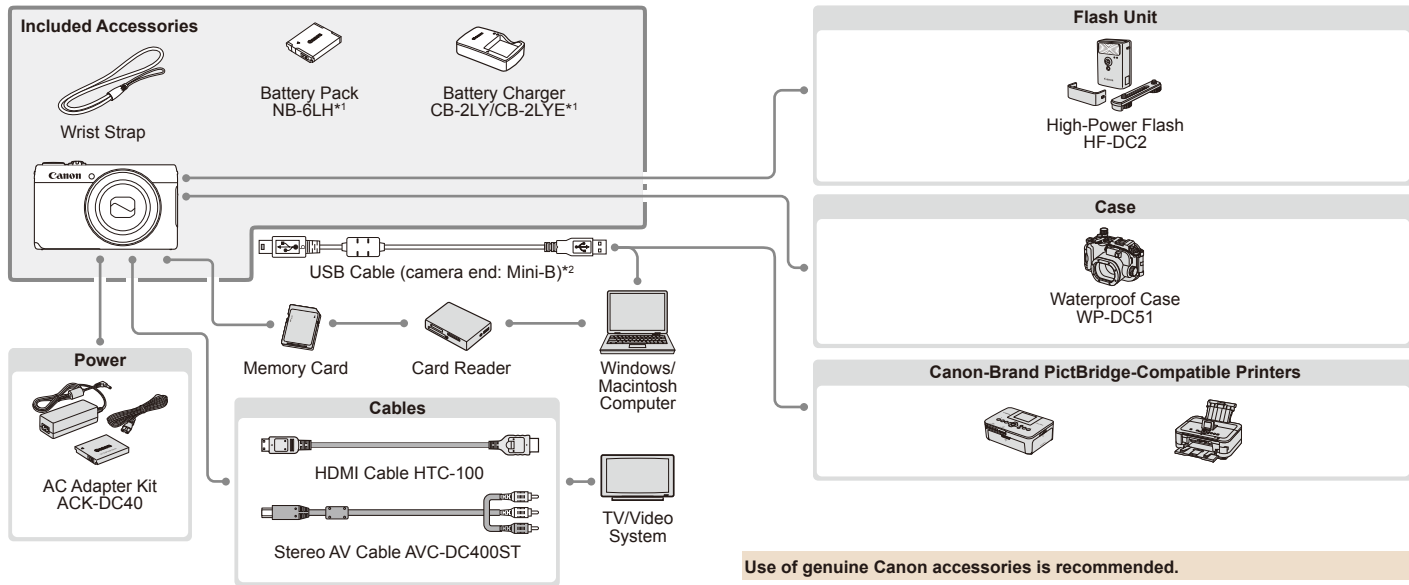 Included Accessories
Wrist Strap
Battery Pack
NB-6LH*1
Battery Charger
CB-2LY/CB-2LYE*1
Canon
USB Cable (camera end: Mini-B)*2
Memory Card
Card Reader
Windows/
Macintosh
Computer
Power
AC Adapter Kit
ACK-DC40
Cables
HDMI Cable HTC-100
Stereo AV Cable AVC-DC400ST
TV/Video
System
Flash Unit
High-Power Flash
HF-DC2
Case
Waterproof Case
WP-DC51
Canon-Brand PictBridge-Compatible Printers
Use of genuine Canon accessories is recommended.